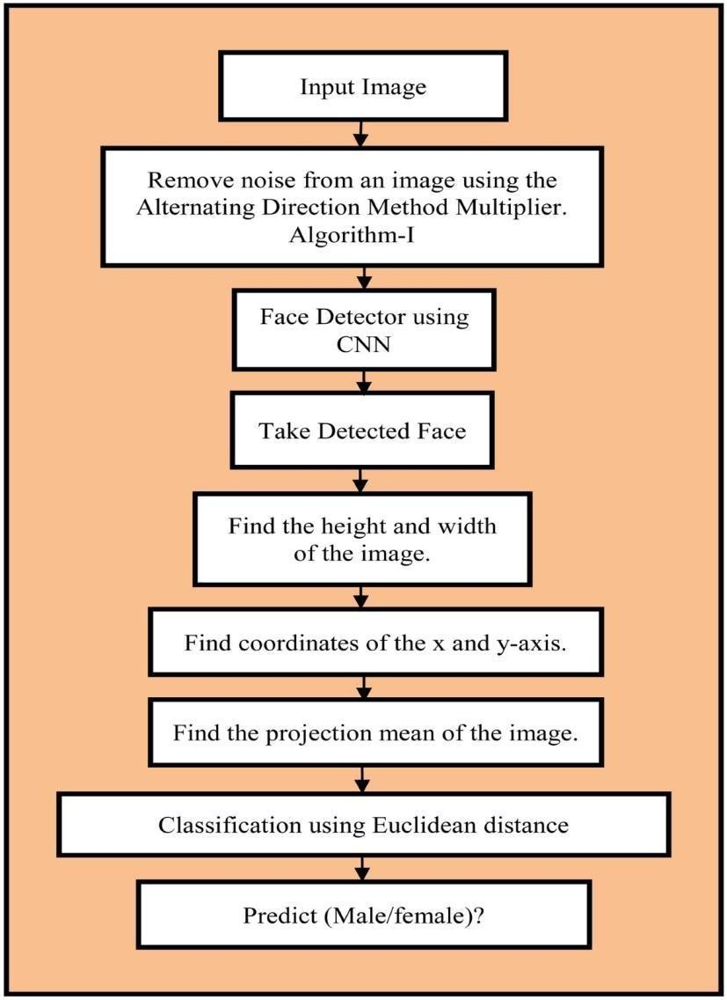 Input Image
Remove noise from an image using the
Alternating Direction Method Multiplier.
Algorithm-I
Face Detector using
CNN
Take Detected Face
Find the height and width
of the image.
Find coordinates of the x and y-axis.
Find the projection mean of the image.
Classification using Euclidean distance
Predict (Male/female)?